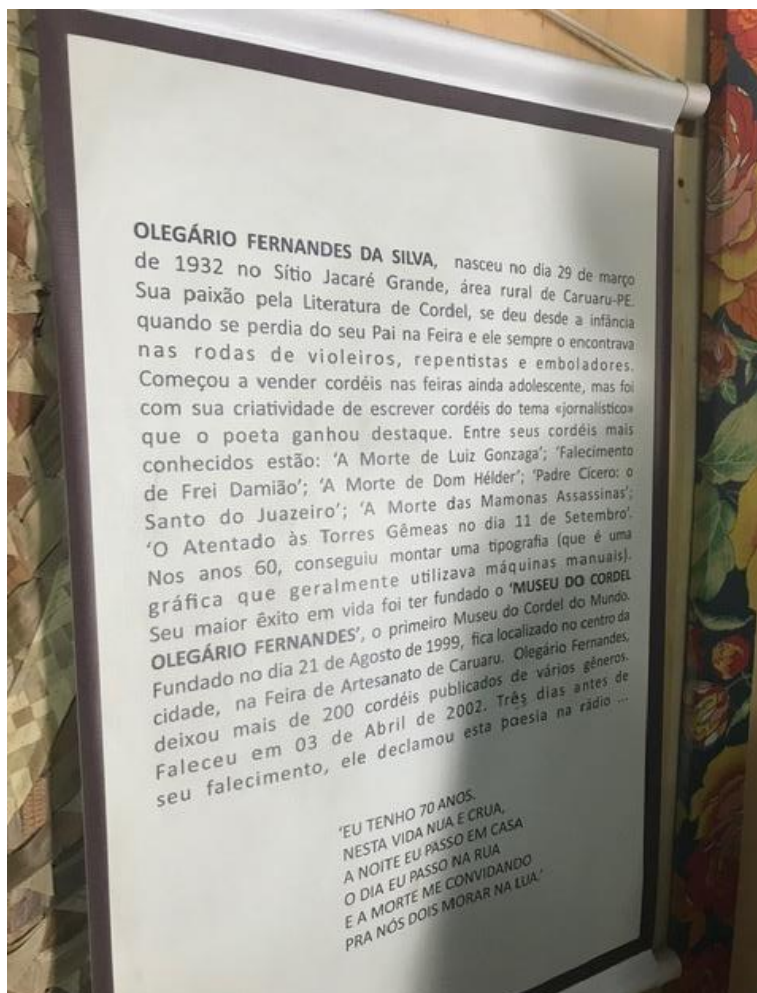 OLEGÁRIO FERNANDES DA SILVA, nasceu no dia 29 de março
de 1932 no Sítio Jacaré Grande, área rural de Caruaru-PE.
Sua paixão pela Literatura de Cordel, se deu desde a infância
quando se perdia do seu Pai na Feira e ele sempre o encontrava
nas rodas de violeiros, repentistas e emboladores.
Começou a vender cordéis nas feiras ainda adolescente, mas foi
com sua criatividade de escrever cordéis do tema «jornalístico»
que o poeta ganhou destaque. Entre seus cordéis mais
conhecidos estão: 'A Morte de Luiz Gonzaga'; 'Falecimento
de Frei Damião'; 'A Morte de Dom Hélder'; 'Padre Cicero: o
Santo do Juazeiro'; 'A Morte das Mamonas Assassinas';
'O Atentado às Torres Gêmeas no dia 11 de Setembro'.
Nos anos 60, conseguiu montar uma tipografia (que é uma
gráfica que geralmente utilizava máquinas manuais).
Seu maior êxito em vida foi ter fundado o 'MUSEU DO CORDEL
OLEGÁRIO FERNANDES', o primeiro Museu do Cordel do Mundo.
Fundado no dia 21 de Agosto de 1999, fica localizado no centro da
cidade, na Feira de Artesanato de Caruaru. Olegário Fernandes,
deixou mais de 200 cordéis publicados de vários gêneros.
Faleceu em 03 de Abril de 2002. Três dias antes de
seu falecimento, ele declamou esta poesia na rádio ...
'EU TENHO 70 ANOS.
NESTA VIDA NUA E CRUA,
A NOITE EU PASSO EM CASA
O DIA EU PASSO NA RUA
E A MORTE ME CONVIDANDO
PRA NÓS DOIS MORAR NA LUA.'